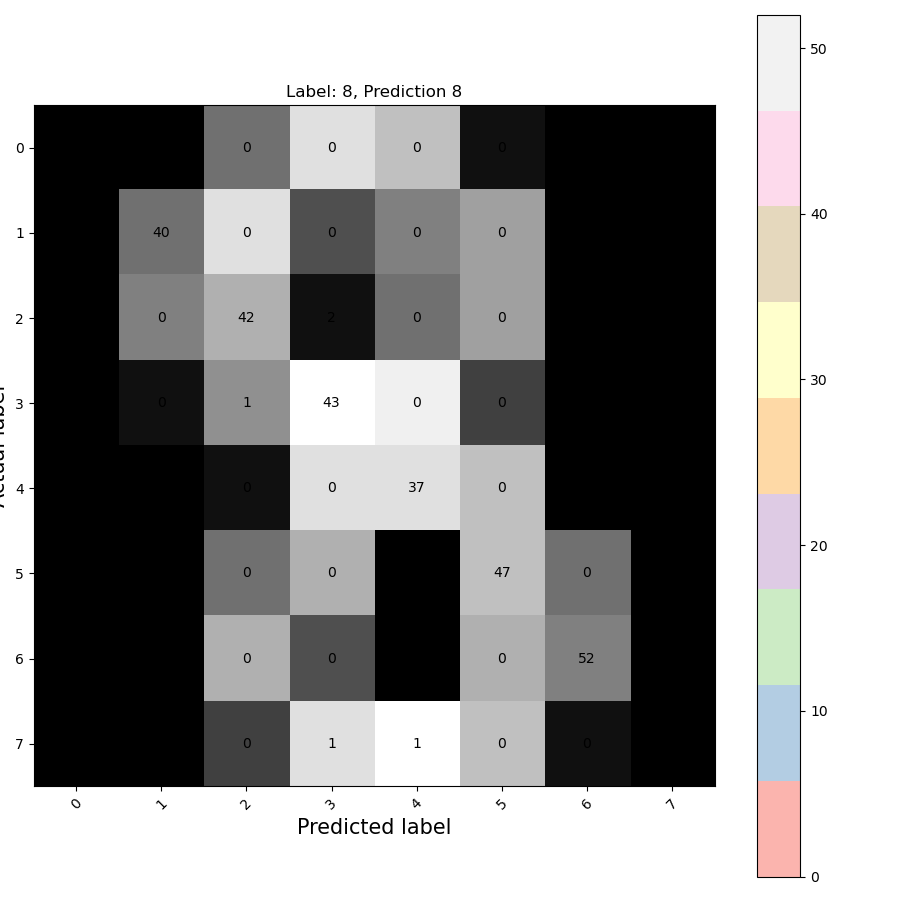 Label: 8, Prediction 8
0 0 0 0 0
1 40 0 0 0 0
2 0 42 2 0 0
3 0 1 43 0 0
4 0 0 37 0
5 0 0 47 0
6 0 0 0 52
7 0 1 1 0 0
0 1 2 3 4 5 6 7
Predicted label
Actual label
50
40
30
20
10
0